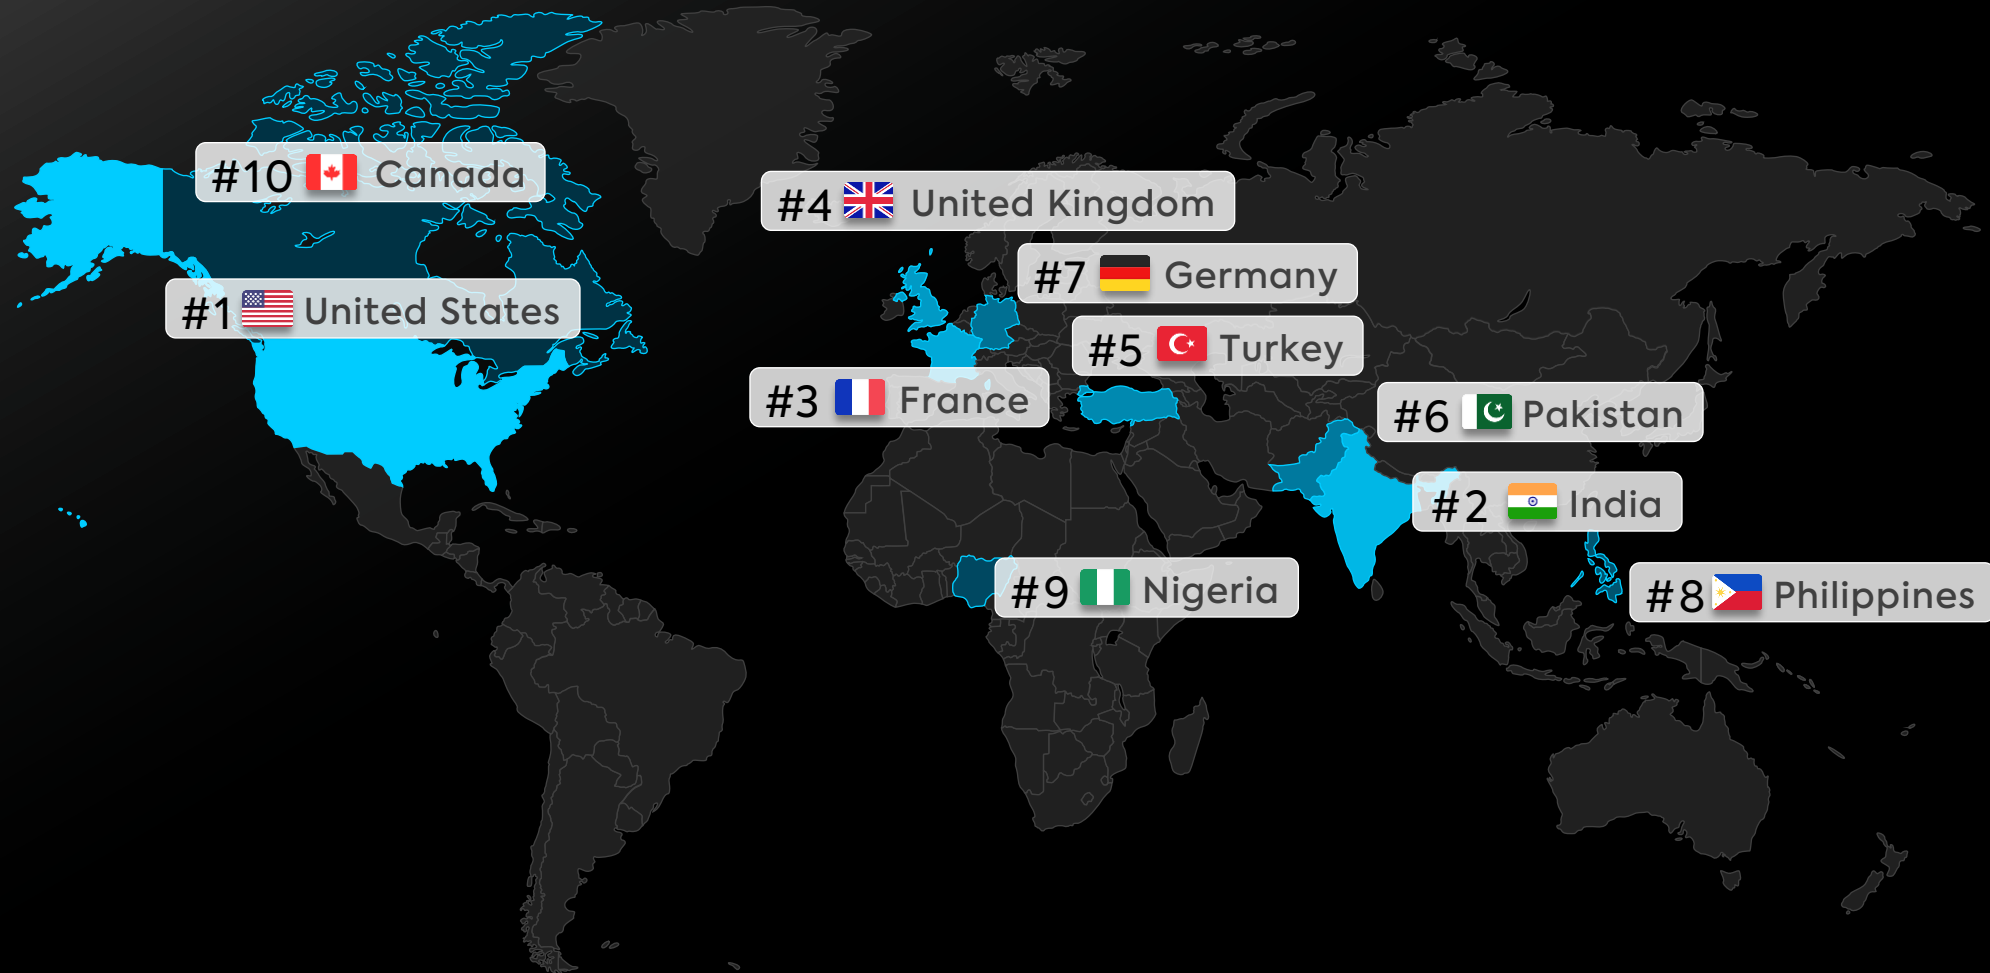 #10 Canada
#4 United Kingdom
#7 Germany
#1 United States
#5 Turkey
#3 France
#6 Pakistan
#2 India
#9 Nigeria
#8 Philippines